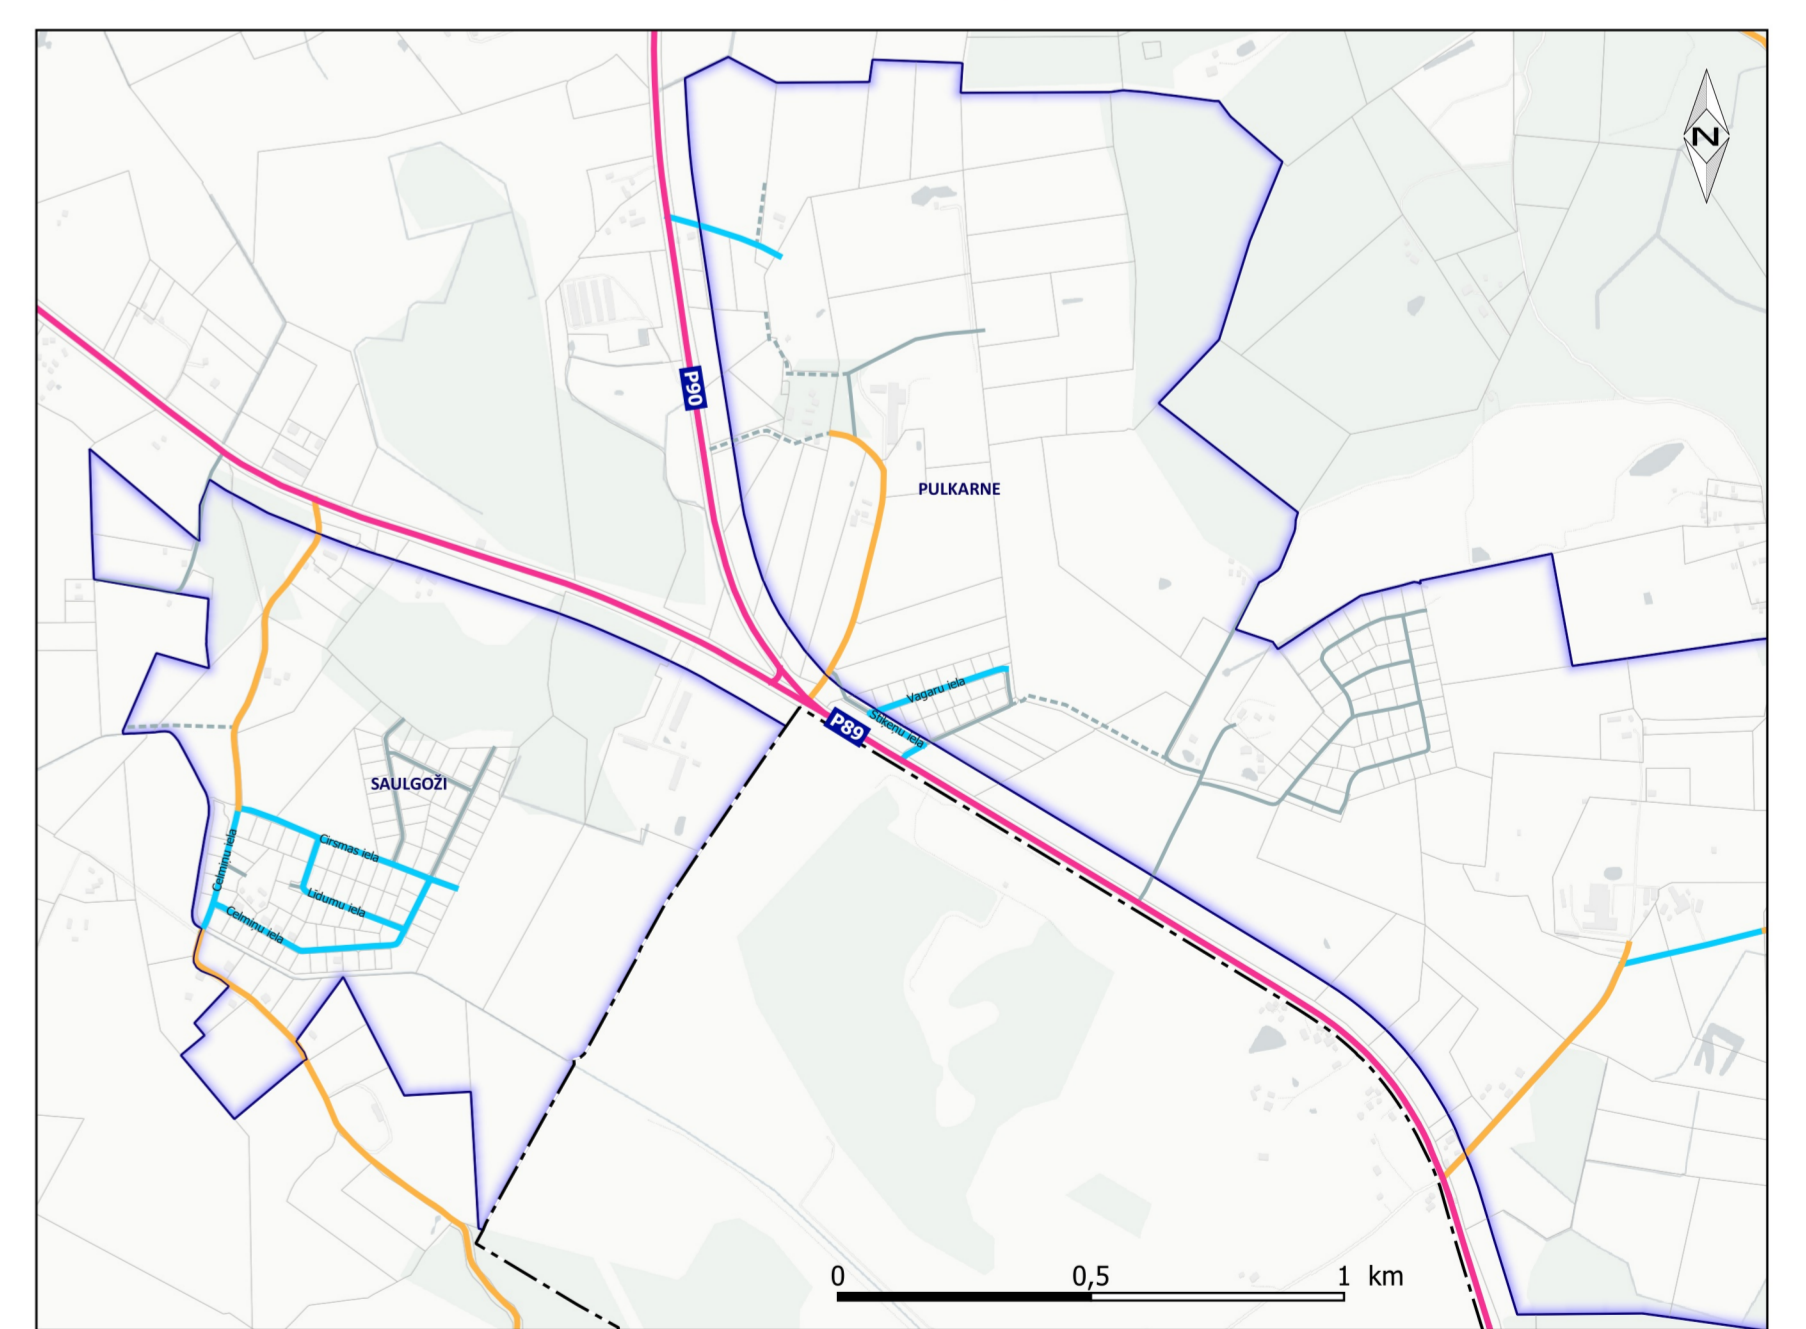 N
P90
PULKARNE
Vagaru iela
Stiķeņu iela
P89
SAULGOŽI
Cirsmas iela
Celmiņu iela
Līdumu iela
Celmiņu iela
0 0,5 1 km